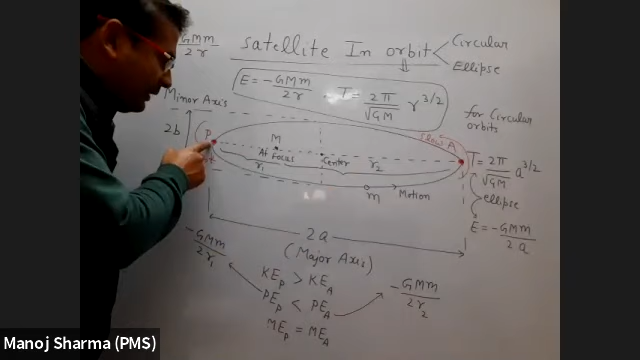 GMm
2r
satellite In orbit
Circular
Ellipse
E = -GMm/2r , T = 2π/√GM r^3/2
for Circular
orbits
Minor Axis
2b
P
M
At Focus
Center
r1
r2
Slow A
m
Motion
T = 2π/√GM a^3/2
ellipse
E = -GMm/2a
2a
(Major Axis)
-GMm/2r1
KEP > KEA
PEP < PEA
MEP = MEA
-GMm/2r2
Manoj Sharma (PMS)